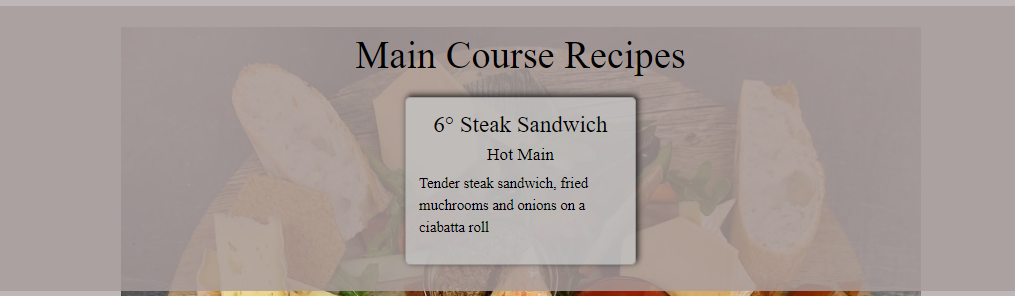 Main Course Recipes
6° Steak Sandwich
Hot Main
Tender steak sandwich, fried
muchrooms and onions on a
ciabatta roll